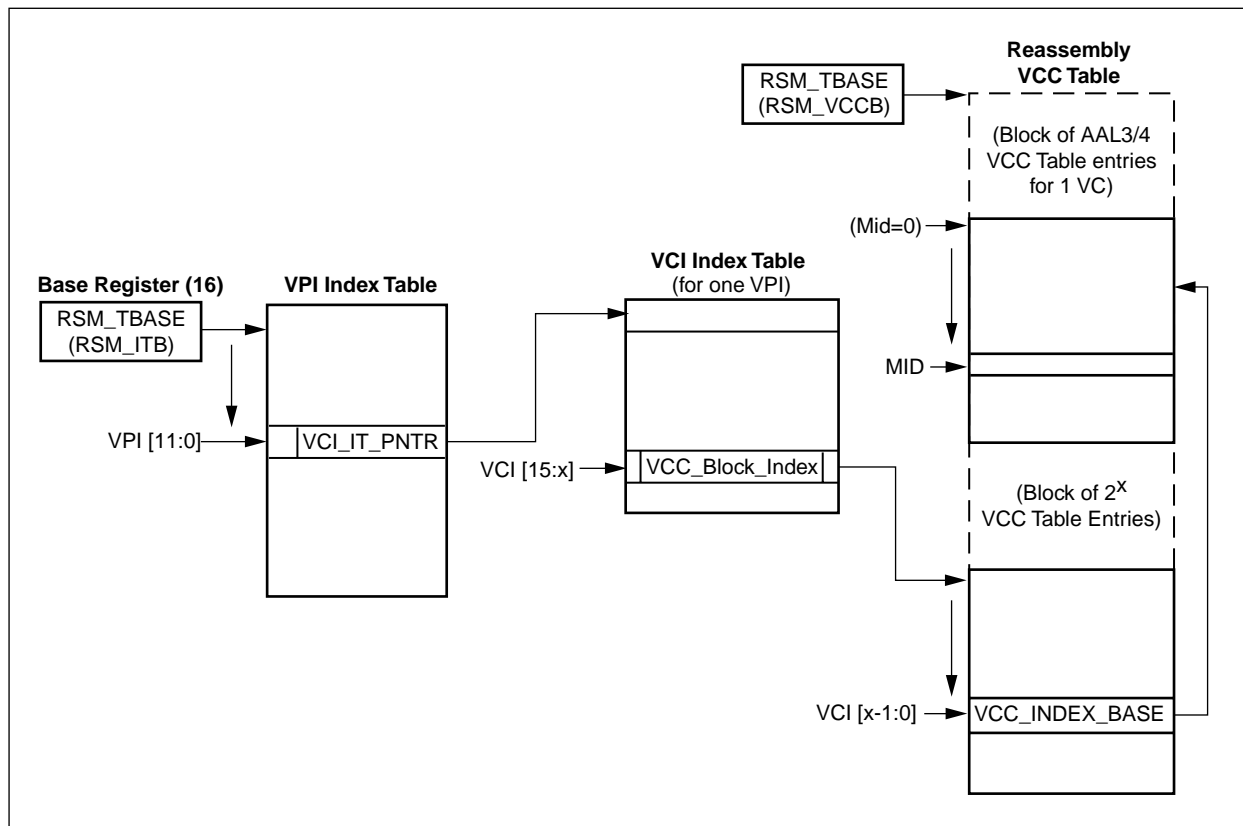 Reassembly
VCC Table
RSM_TBASE
(RSM_VCCB)
(Block of AAL3/4
VCC Table entries
for 1 VC)
(Mid=0)
Base Register (16)
VPI Index Table
VCI Index Table
(for one VPI)
RSM_TBASE
(RSM_ITB)
MID
VPI [11:0]
VCI_IT_PNTR
VCI [15:x]
VCC_Block_Index
(Block of 2x
VCC Table Entries)
VCI [x-1:0]
VCC_INDEX_BASE